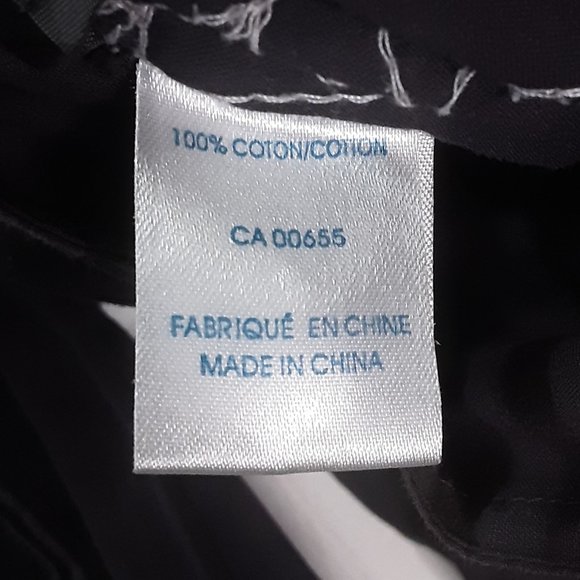 100% COTON/COTTON
CA 00655
FABRIQUÉ EN CHINE
MADE IN CHINA